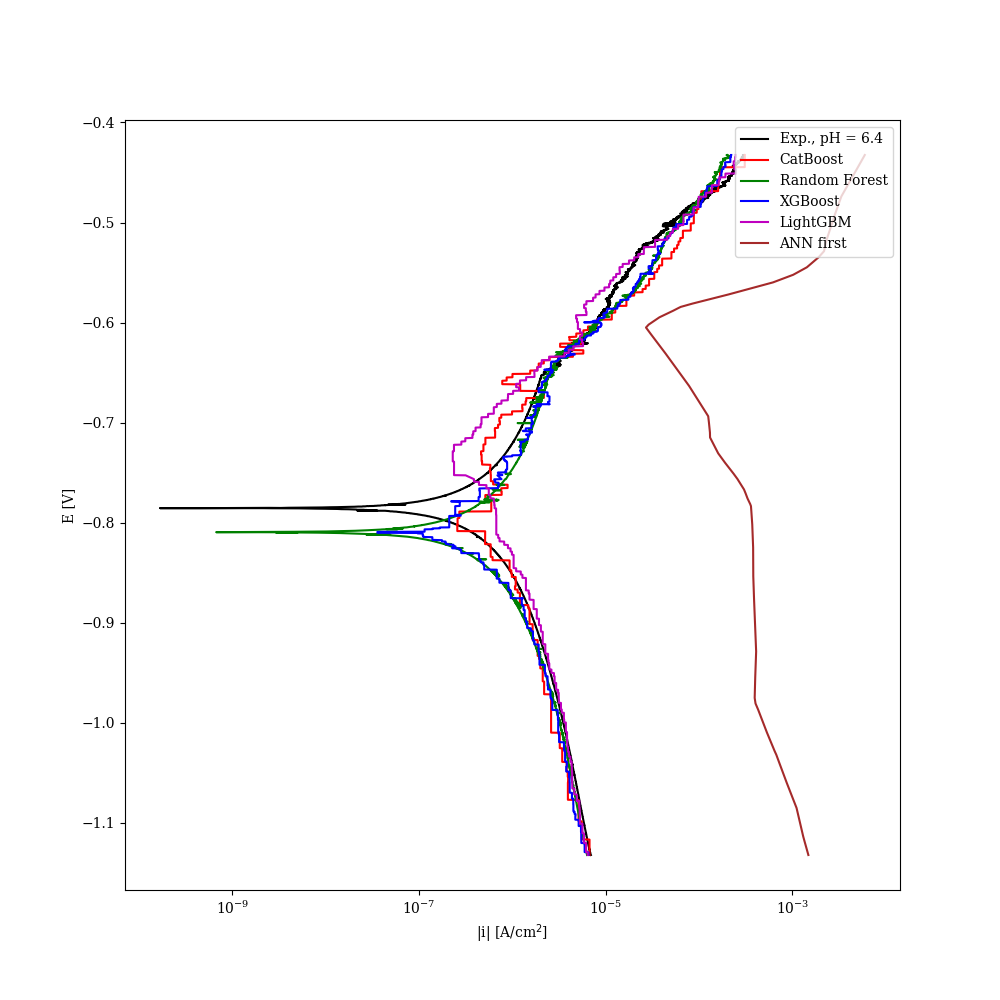 −0.4
−0.5
−0.6
−0.7
−0.8
−0.9
−1.0
−1.1
E [V]
10⁻⁹
10⁻⁷
10⁻⁵
10⁻³
|i| [A/cm²]
Exp., pH = 6.4
CatBoost
Random Forest
XGBoost
LightGBM
ANN first